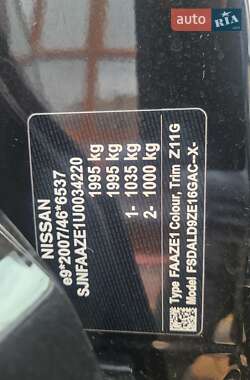 auto RIA
NISSAN
e9*2007/46*6537
SJNFAAZE1U0034220
1995 kg
1995 kg
1- 1035 kg
2- 1000 kg
Type FAAZE1 Colour, Trim Z11G
Model FSDALD9ZE16GAC-X-